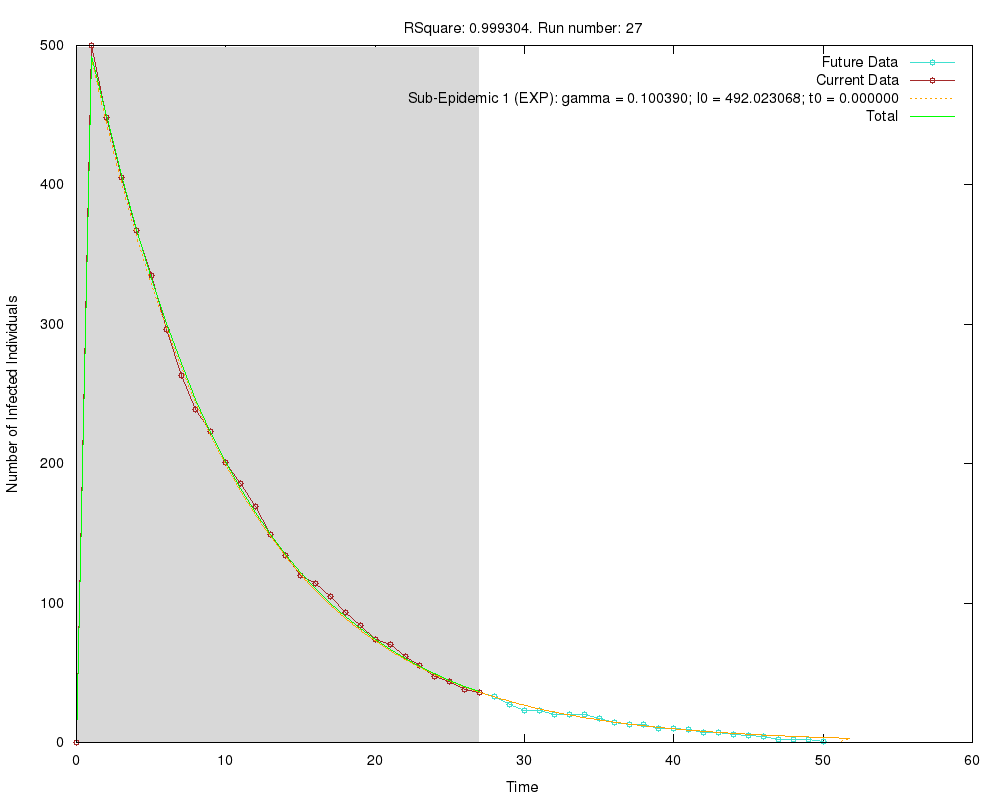 RSquare: 0.999304. Run number: 27
500
400
300
200
100
0
Number of Infected Individuals
Future Data
Current Data
Sub-Epidemic 1 (EXP): gamma = 0.100390; I0 = 492.023068; t0 = 0.000000
Total
0 10 20 30 40 50 60
Time